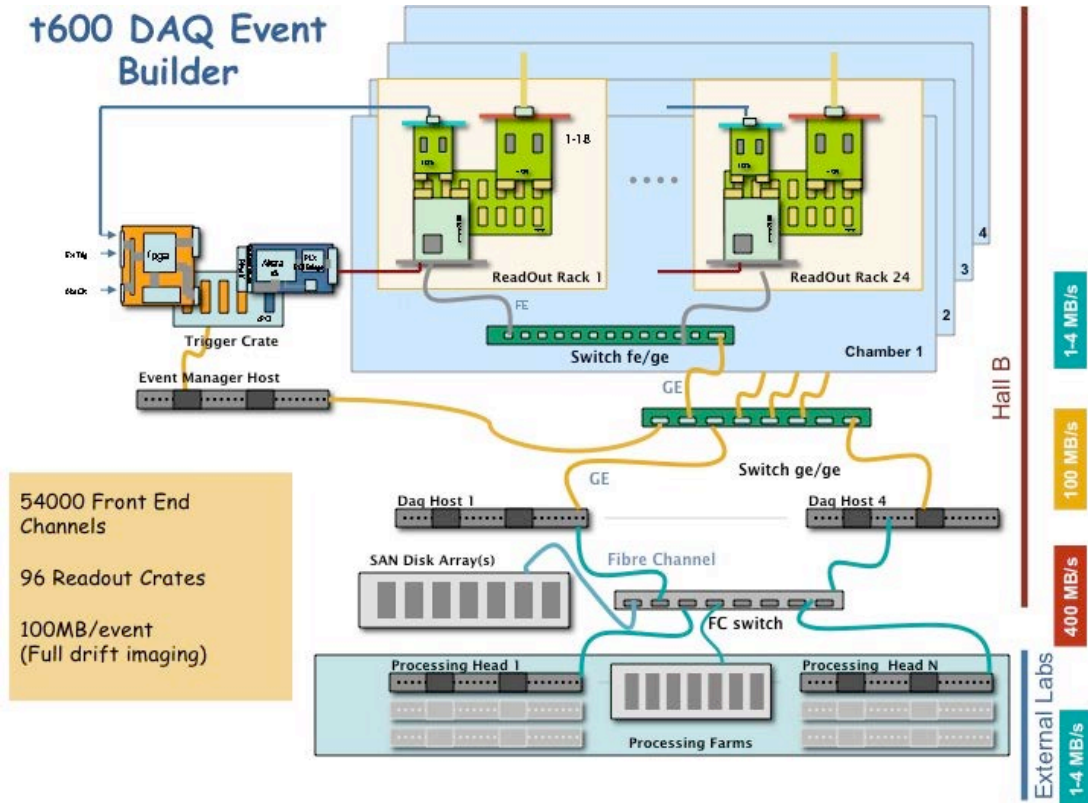 t600 DAQ Event
Builder
1-18
fpga
Altera
ReadOut Rack 1
ReadOut Rack 24
4
3
2
FE
Switch fe/ge
Chamber 1
Trigger Crate
Event Manager Host
GE
Switch ge/ge
GE
54000 Front End
Channels
96 Readout Crates
100MB/event
(Full drift imaging)
Daq Host 1
Daq Host 4
SAN Disk Array(s)
Fibre Channel
FC switch
Processing Head 1
Processing Head N
Processing Farms
Hall B
External Labs
1-4 MB/s
100 MB/s
400 MB/s
1-4 MB/s